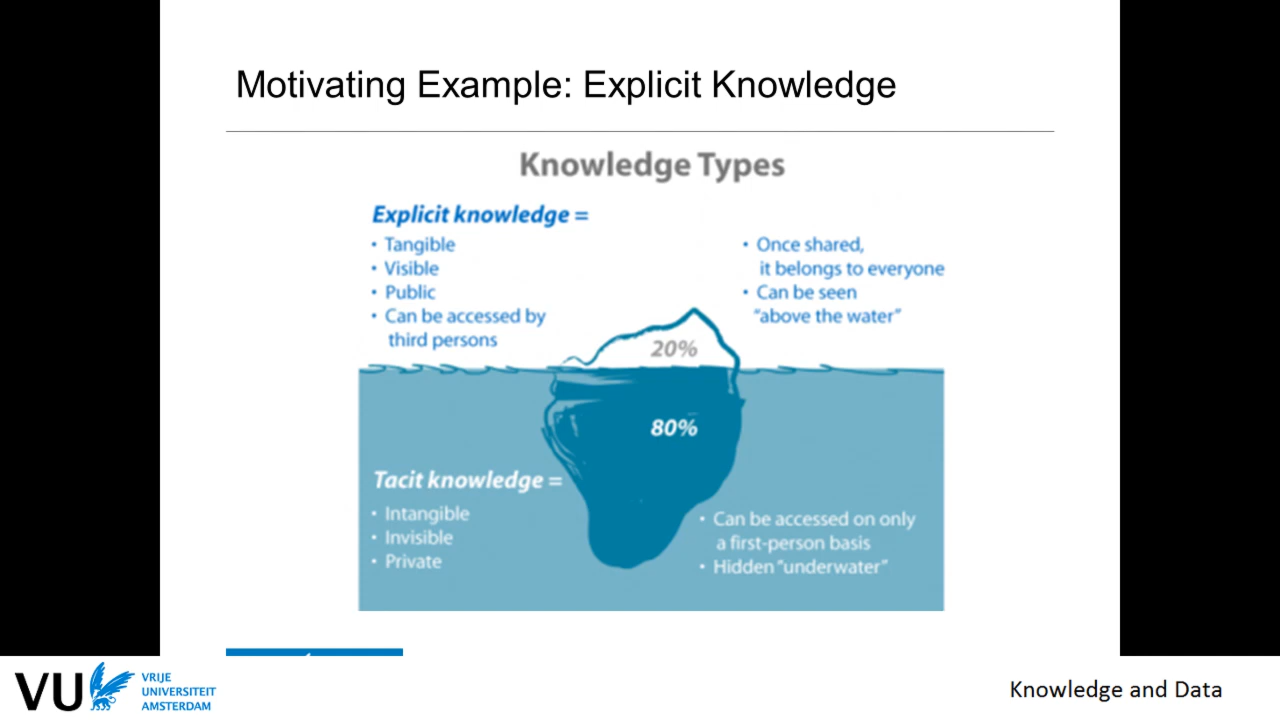 Motivating Example: Explicit Knowledge
Knowledge Types
Explicit knowledge =
• Tangible
• Visible
• Public
• Can be accessed by
third persons
• Once shared,
it belongs to everyone
• Can be seen
"above the water"
20%
80%
Tacit knowledge =
• Intangible
• Invisible
• Private
• Can be accessed on only
a first-person basis
• Hidden "underwater"
VU
VRIJE
UNIVERSITEIT
AMSTERDAM
Knowledge and Data